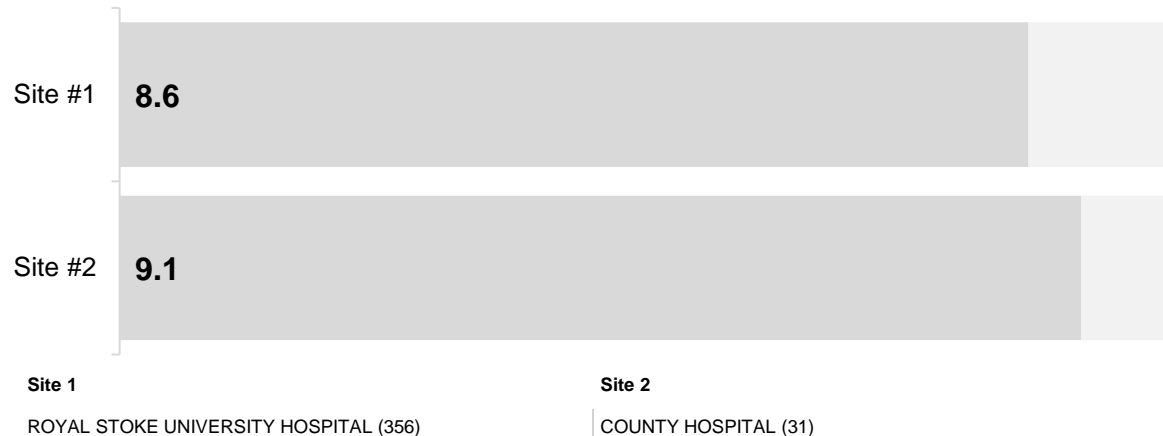 Site #1 8.6
Site #2 9.1
Site 1 Site 2
ROYAL STOKE UNIVERSITY HOSPITAL (356) COUNTY HOSPITAL (31)